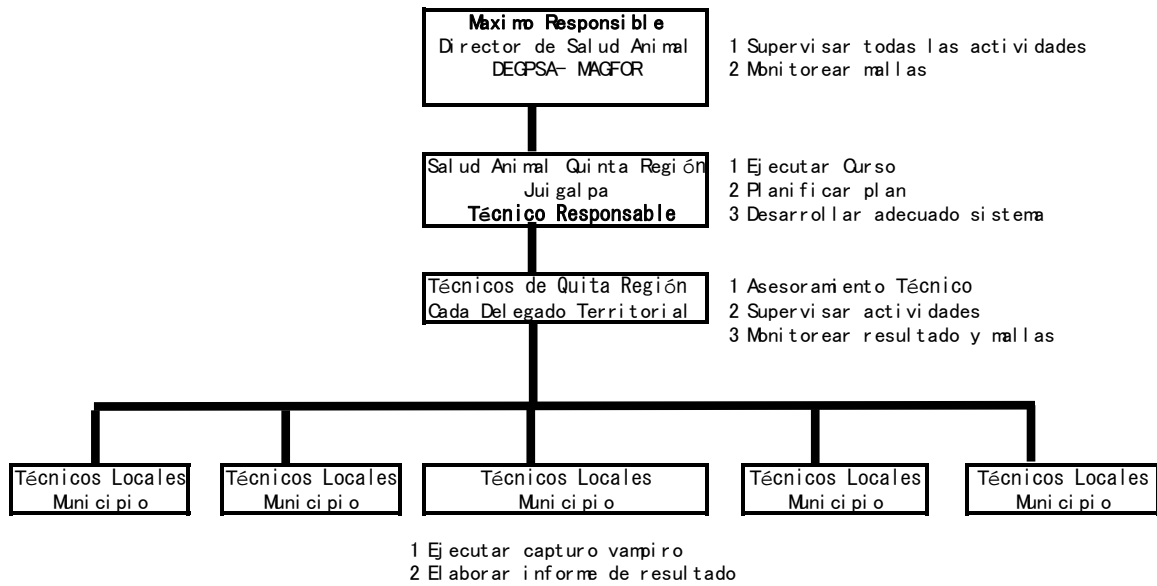 Maximo Responsible
Director de Salud Animal
DEGPSA- MAGFOR
1 Supervisar todas las actividades
2 Monitorear mallas
Salud Animal Quinta Región
Juigalpa
Técnico Responsable
1 Ejecutar Curso
2 Planificar plan
3 Desarrollar adecuado sistema
Técnicos de Quita Región
Cada Delegado Territorial
1 Asesoramiento Técnico
2 Supervisar actividades
3 Monitorear resultado y mallas
Técnicos Locales
Municipio
Técnicos Locales
Municipio
Técnicos Locales
Municipio
Técnicos Locales
Municipio
Técnicos Locales
Municipio
1 Ejecutar capturo vampiro
2 Elaborar informe de resultado